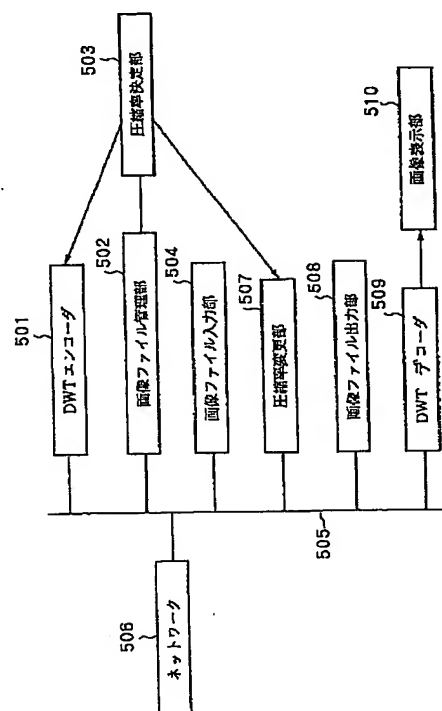 503
圧縮率決定部
510
画像表示部
501
DWTエンコーダ
502
画像ファイル管理部
504
画像ファイル入力部
507
圧縮率変更部
508
画像ファイル出力部
509
DWT デコーダ
505
506
ネットワーク